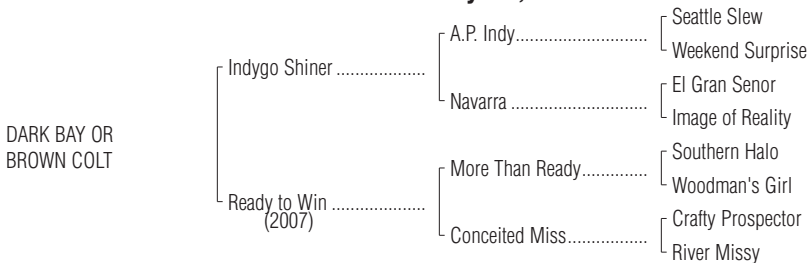 DARK BAY OR
BROWN COLT
Indygo Shiner ...................
Ready to Win ....................
(2007)
A.P. Indy............................
Navarra .............................
More Than Ready..............
Conceited Miss.................
Seattle Slew
Weekend Surprise
El Gran Senor
Image of Reality
Southern Halo
Woodman's Girl
Crafty Prospector
River Missy